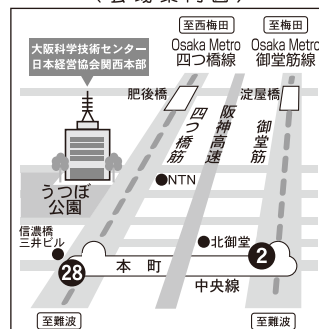 （会場案内図）
至西梅田
至梅田
Osaka Metro
四つ橋線
Osaka Metro
御堂筋線
大阪科学技術センター
日本経営協会関西本部
肥後橋
淀屋橋
四つ橋筋
阪神高速
御堂筋
NTN
うつぼ
公園
信濃橋
三井ビル
北御堂
28
本町
2
中央線
至難波
至難波